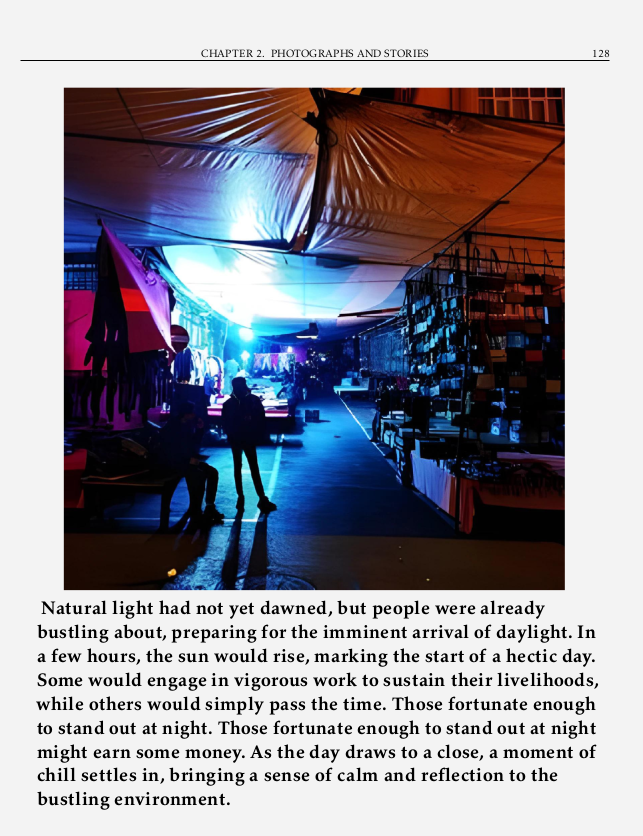 CHAPTER 2. PHOTOGRAPHS AND STORIES 128
Natural light had not yet dawned, but people were already
bustling about, preparing for the imminent arrival of daylight. In
a few hours, the sun would rise, marking the start of a hectic day.
Some would engage in vigorous work to sustain their livelihoods,
while others would simply pass the time. Those fortunate enough
to stand out at night. Those fortunate enough to stand out at night
might earn some money. As the day draws to a close, a moment of
chill settles in, bringing a sense of calm and reflection to the
bustling environment.